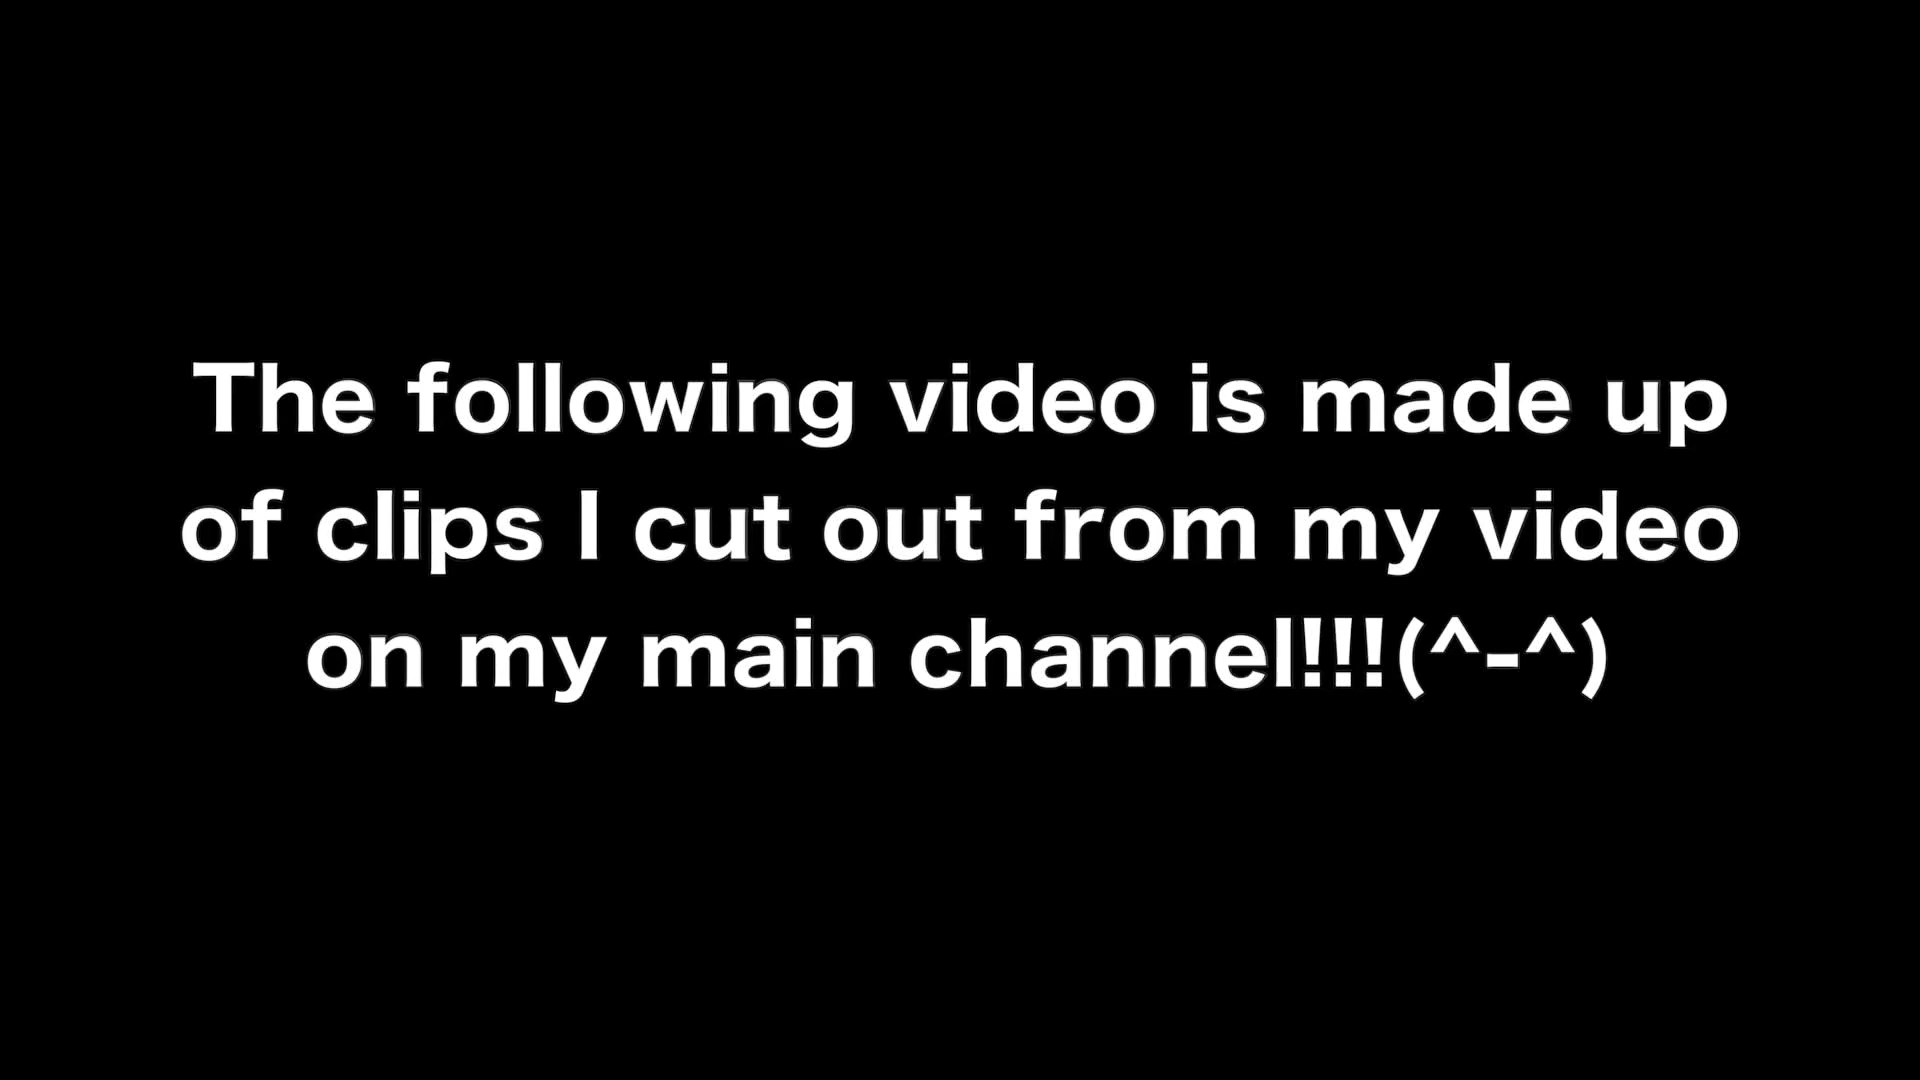 The following video is made up
of clips I cut out from my video
on my main channel!!!(^-^)